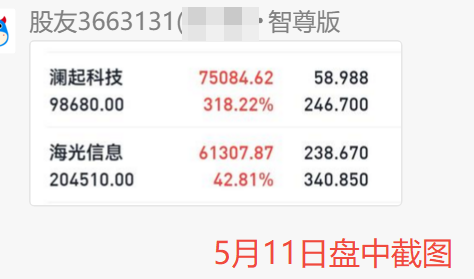 股友3663131(
•智尊版
澜起科技 75084.62 58.988
98680.00 318.22% 246.700
海光信息 61307.87 238.670
204510.00 42.81% 340.850
5月11日盘中截图